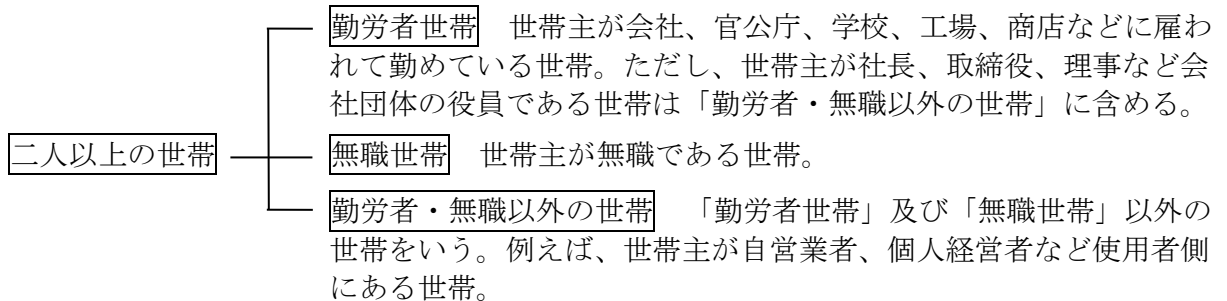 勤労者世帯　世帯主が会社、官公庁、学校、工場、商店などに雇わ
れて勤めている世帯。ただし、世帯主が社長、取締役、理事など会
社団体の役員である世帯は「勤労者・無職以外の世帯」に含める。
二人以上の世帯
無職世帯　世帯主が無職である世帯。
勤労者・無職以外の世帯　「勤労者世帯」及び「無職世帯」以外の
世帯をいう。例えば、世帯主が自営業者、個人経営者など使用者側
にある世帯。